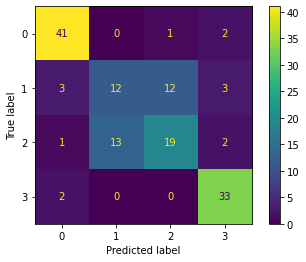 0 41 0 1 2 40
1 3 12 12 3 35
2 1 13 19 2 30
3 2 0 0 33 25
0 1 2 3 20
True label 15
Predicted label 10
5
0